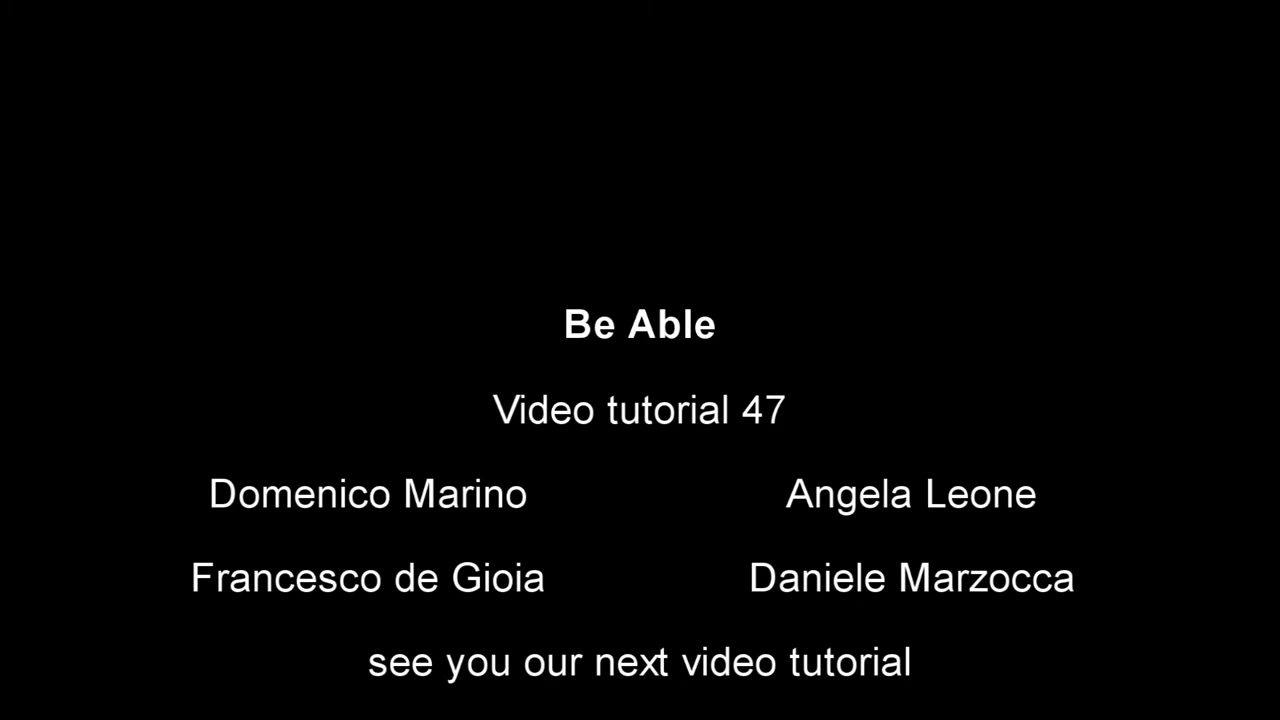 Be Able
Video tutorial 47
Domenico Marino Angela Leone
Francesco de Gioia Daniele Marzocca
see you our next video tutorial